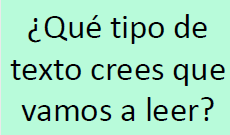 ¿Qué tipo de
texto crees que
vamos a leer?